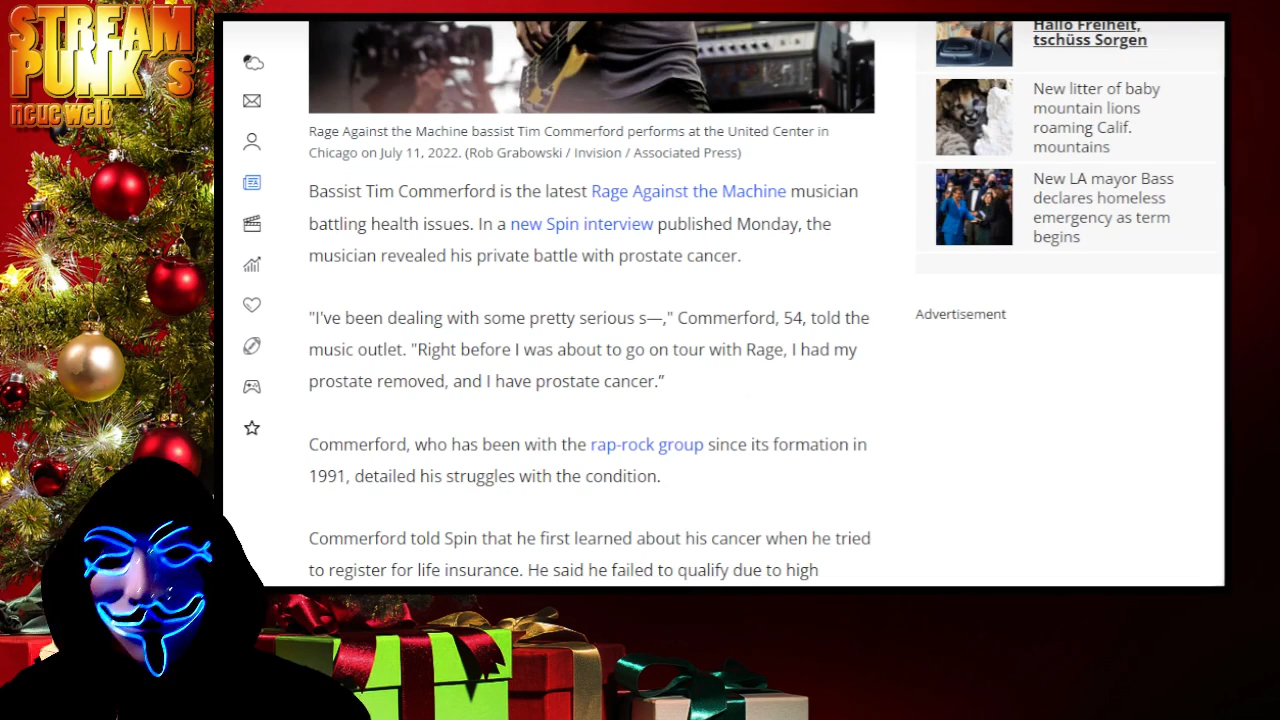 STREAM
PUNK's
neue welt
Rage Against the Machine bassist Tim Commerford performs at the United Center in
Chicago on July 11, 2022. (Rob Grabowski / Invision / Associated Press)
Bassist Tim Commerford is the latest Rage Against the Machine musician
battling health issues. In a new Spin interview published Monday, the
musician revealed his private battle with prostate cancer.
"I've been dealing with some pretty serious s—," Commerford, 54, told the
music outlet. "Right before I was about to go on tour with Rage, I had my
prostate removed, and I have prostate cancer.”
Commerford, who has been with the rap-rock group since its formation in
1991, detailed his struggles with the condition.
Commerford told Spin that he first learned about his cancer when he tried
to register for life insurance. He said he failed to qualify due to high
Hallo Freiheit,
tschüss Sorgen
New litter of baby
mountain lions
roaming Calif.
mountains
New LA mayor Bass
declares homeless
emergency as term
begins
Advertisement